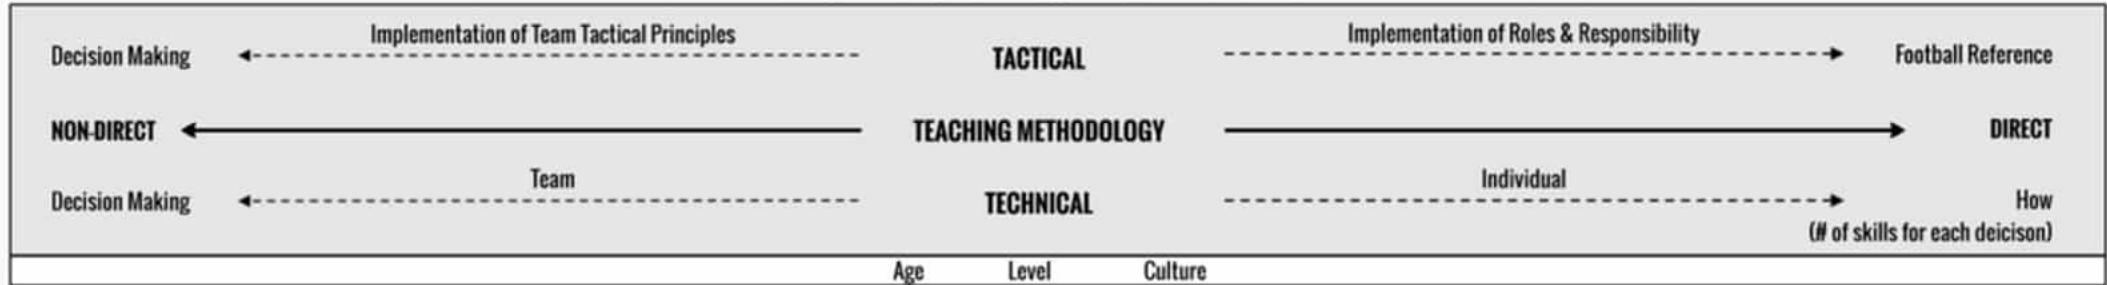 Implementation of Team Tactical Principles
Implementation of Roles & Responsibility
Decision Making TACTICAL Football Reference
NON-DIRECT TEACHING METHODOLOGY DIRECT
Team Individual
Decision Making TECHNICAL How
(# of skills for each deicison)
Age Level Culture